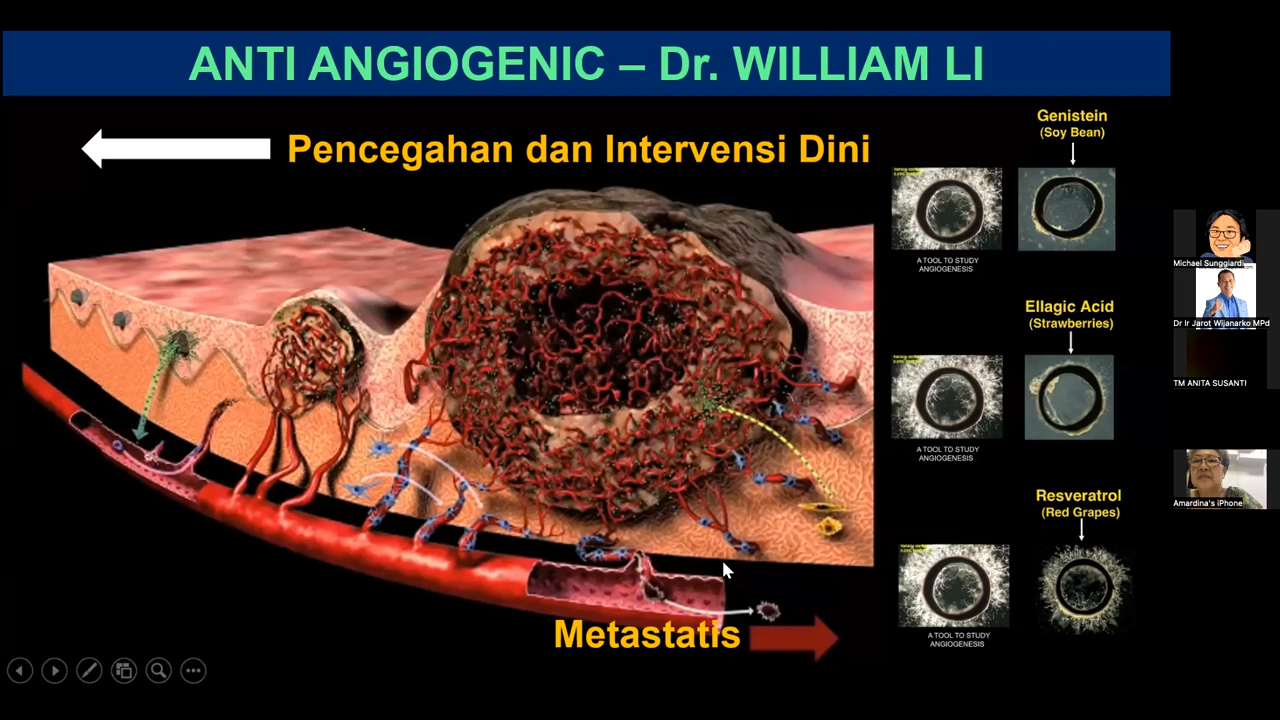 ANTI ANGIOGENIC – Dr. WILLIAM LI
Pencegahan dan Intervensi Dini
Genistein
(Soy Bean)
A TOOL TO STUDY
ANGIOGENESIS
Ellagic Acid
(Strawberries)
A TOOL TO STUDY
ANGIOGENESIS
Resveratrol
(Red Grapes)
A TOOL TO STUDY
ANGIOGENESIS
Metastatis
Michael Sunggiardi
Dr Ir Jarot Wijanarko MPd
TM ANITA SUSANTI
Amardina's iPhone